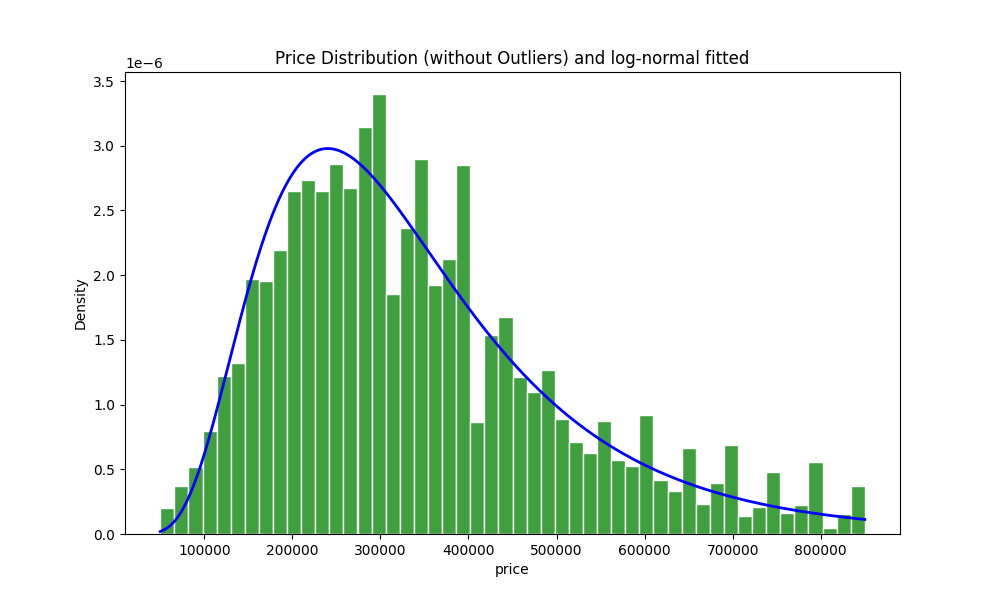 Price Distribution (without Outliers) and log-normal fitted
1e−6
3.5
3.0
2.5
2.0
1.5
1.0
0.5
0.0
Density
100000 200000 300000 400000 500000 600000 700000 800000
price